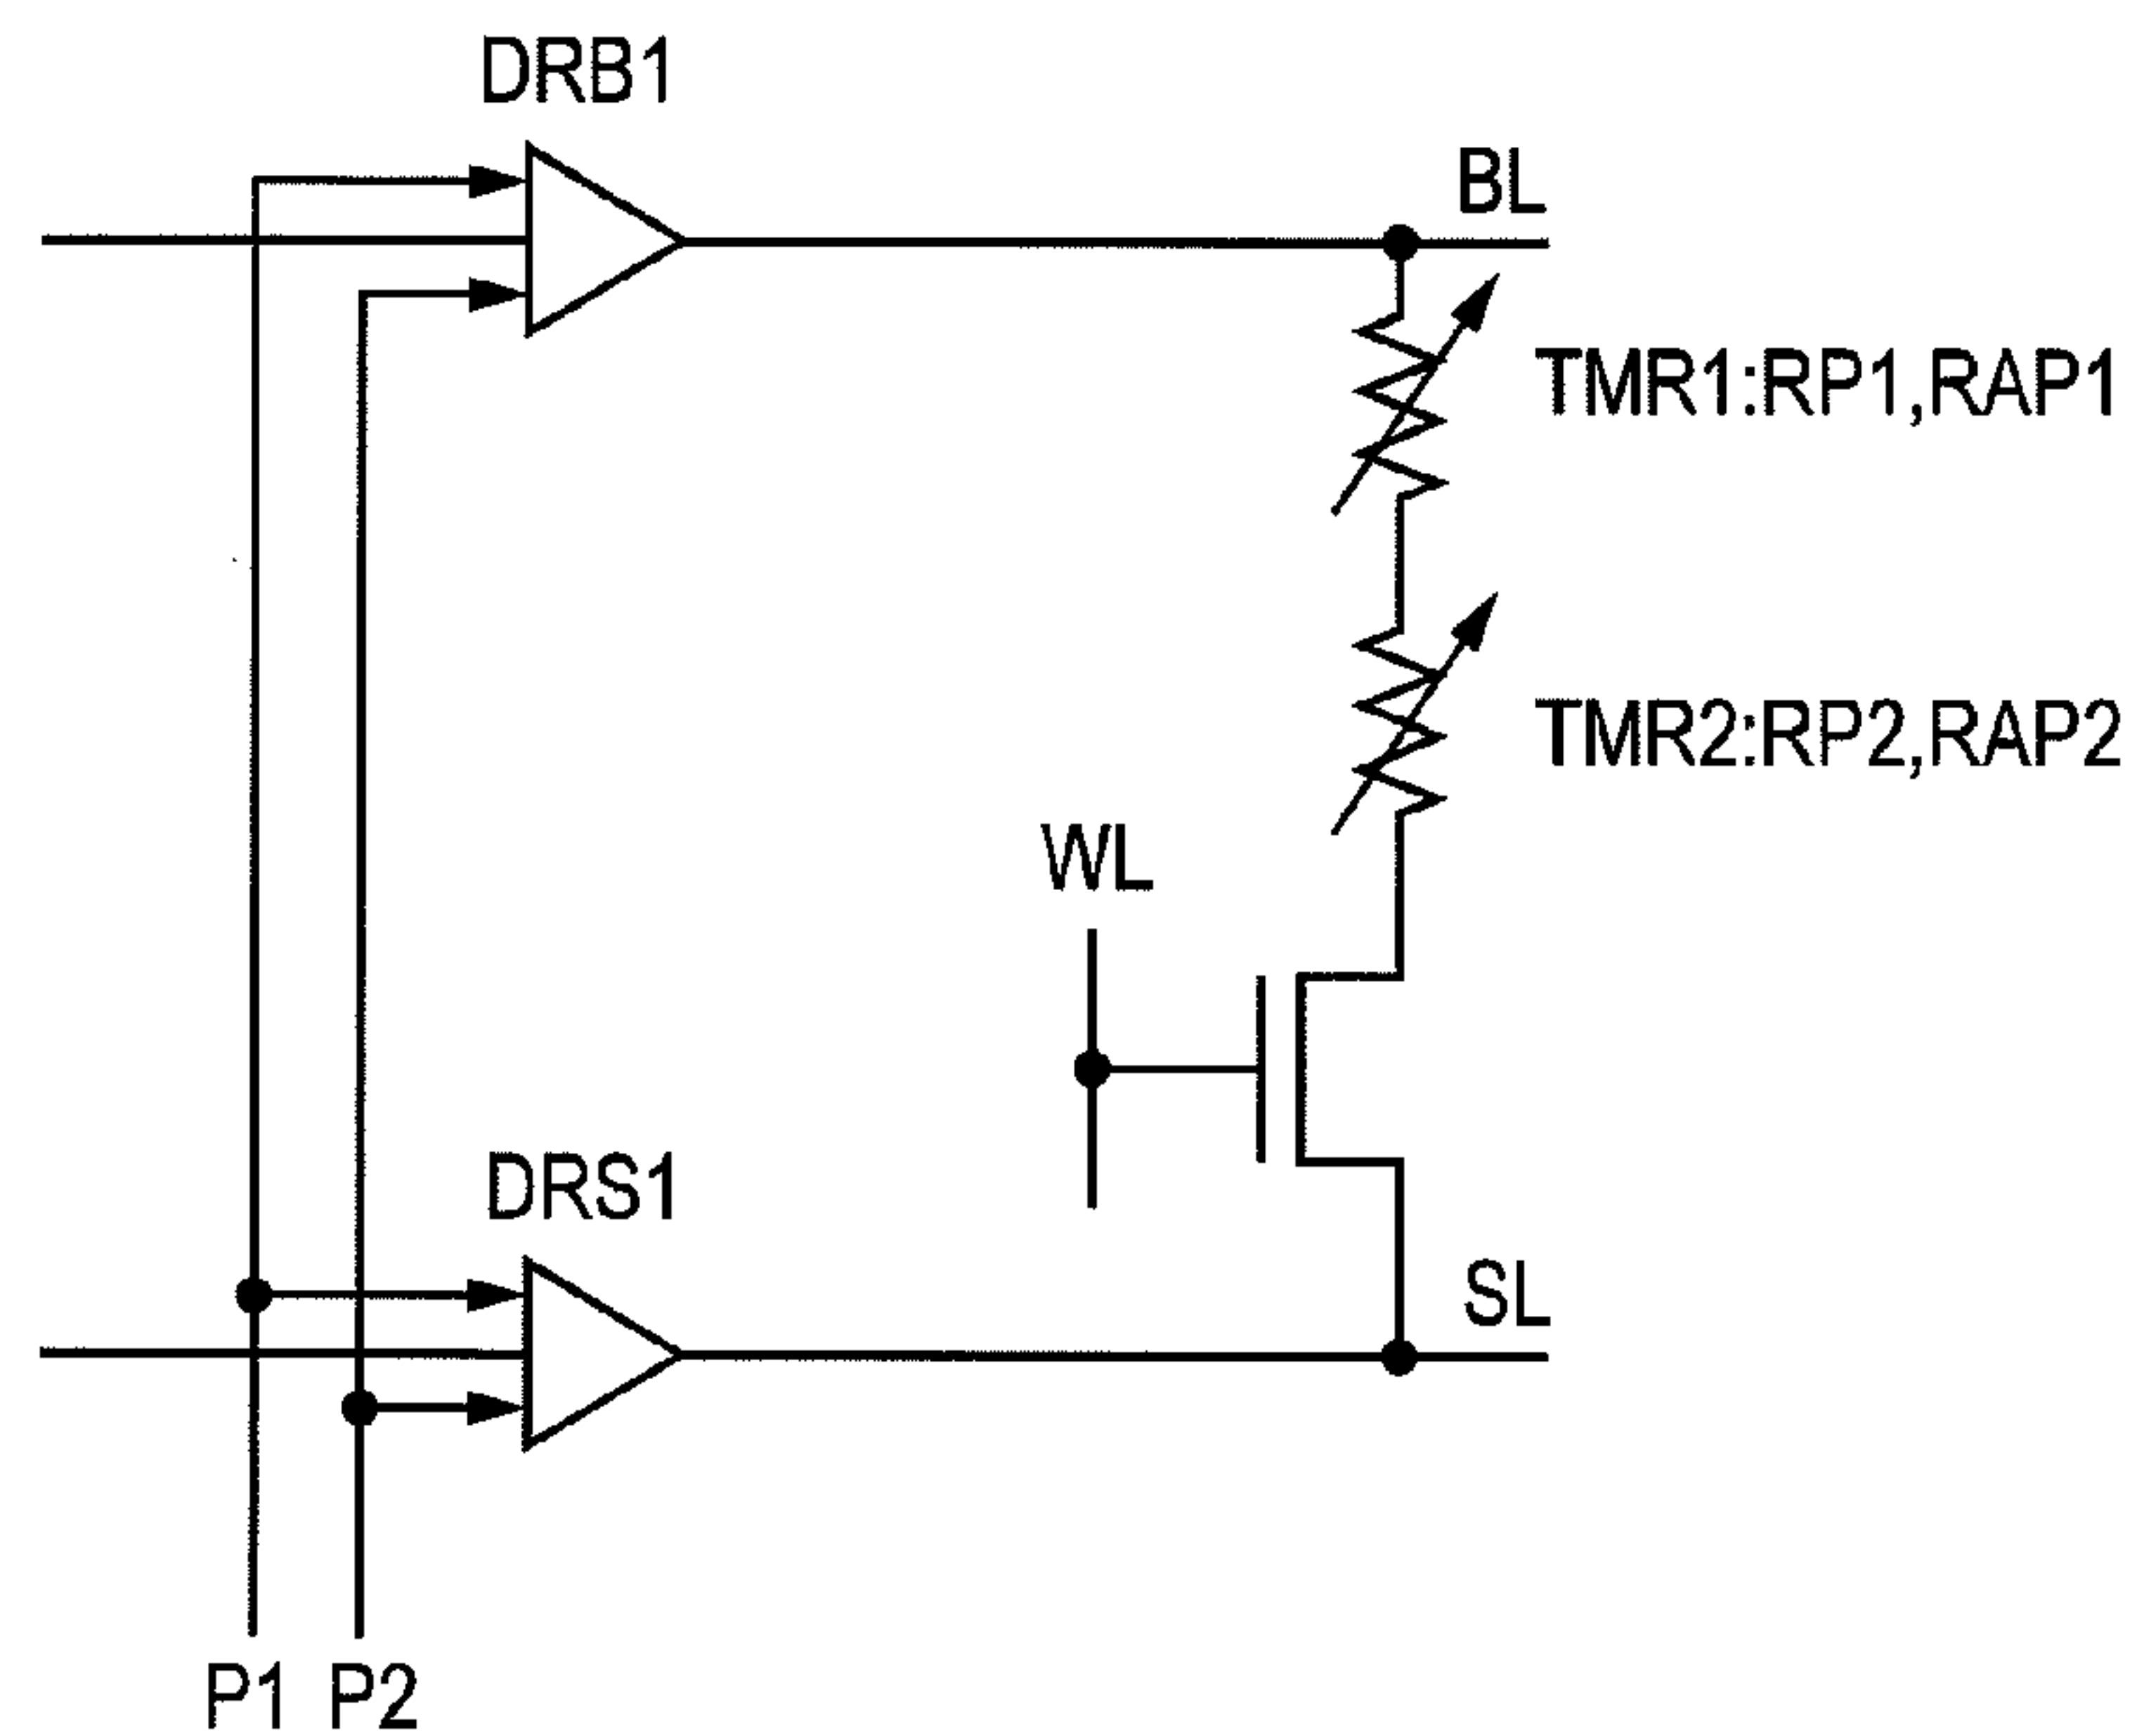 DRB1
BL
TMR1:RP1,RAP1
TMR2:RP2,RAP2
WL
DRS1
SL
P1 P2